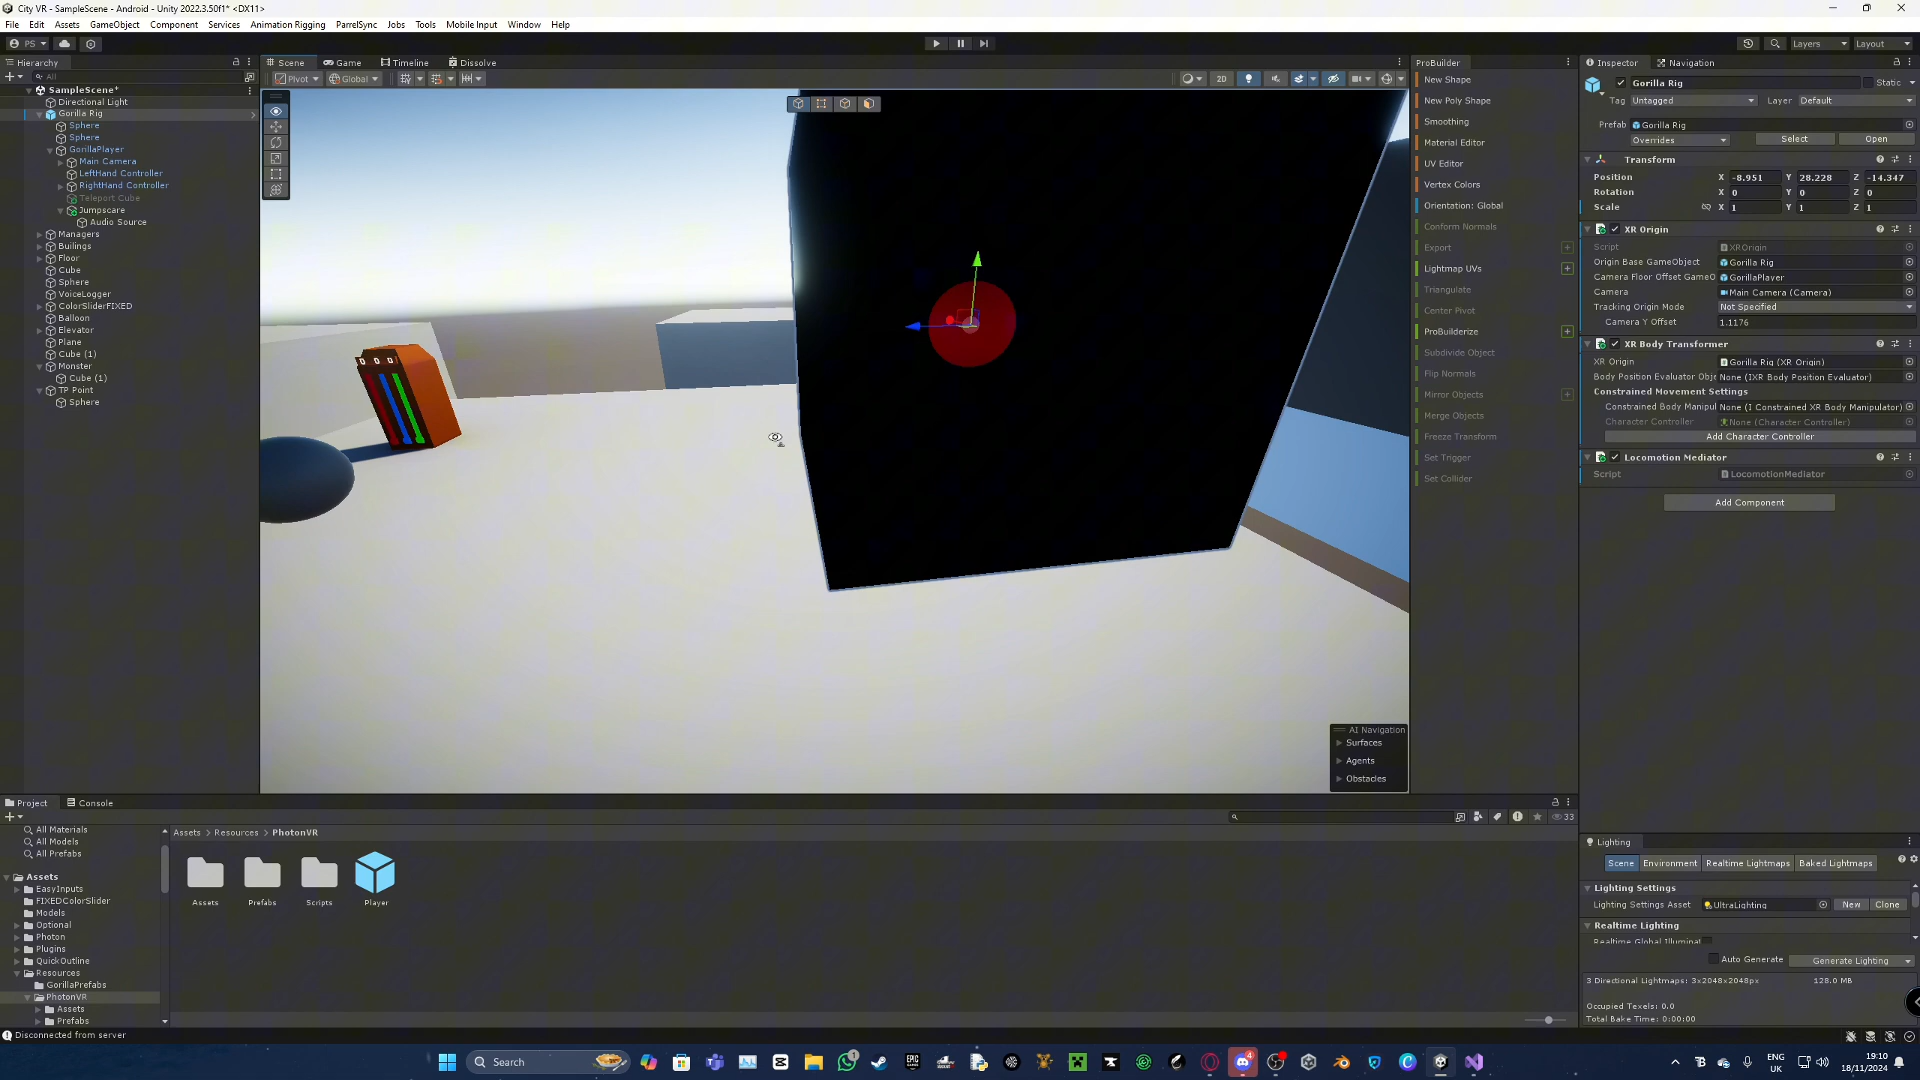 City VR - SampleScene - Android - Unity 2022.3.50f1* <DX11>
File Edit Assets GameObject Component Services Animation Rigging ParrelSync Jobs Tools Mobile Input Window Help
PS Layers Layout
Hierarchy Scene Game Timeline Dissolve ProBuilder Inspector Navigation
All Pivot Global 2D
SampleScene*
Directional Light
Gorilla Rig
Sphere
Sphere
GorillaPlayer
Main Camera
LeftHand Controller
RightHand Controller
Teleport Cube
Jumpscare
Audio Source
Managers
Builings
Floor
Cube
Sphere
VoiceLogger
ColorSliderFIXED
Balloon
Elevator
Plane
Cube (1)
Monster
Cube (1)
TP Point
Sphere
0 0 0
AI Navigation
Surfaces
Agents
Obstacles
New Shape
New Poly Shape
Smoothing
Material Editor
UV Editor
Vertex Colors
Orientation: Global
Conform Normals
Export
Lightmap UVs
Triangulate
Center Pivot
ProBuilderize
Subdivide Object
Flip Normals
Mirror Objects
Merge Objects
Freeze Transform
Set Trigger
Set Collider
Gorilla Rig Static
Tag Untagged Layer Default
Prefab Gorilla Rig
Overrides Select Open
Transform
Position X -8.951 Y 28.228 Z -14.347
Rotation X 0 Y 0 Z 0
Scale X 1 Y 1 Z 1
XR Origin
Script XROrigin
Origin Base GameObject Gorilla Rig
Camera Floor Offset GameO GorillaPlayer
Camera Main Camera (Camera)
Tracking Origin Mode Not Specified
Camera Y Offset 1.1176
XR Body Transformer
XR Origin Gorilla Rig (XR Origin)
Body Position Evaluator Obje None (IXR Body Position Evaluator)
Constrained Movement Settings
Constrained Body Manipul None (I Constrained XR Body Manipulator)
Character Controller None (Character Controller)
Add Character Controller
Locomotion Mediator
Script LocomotionMediator
Add Component
Project Console
33
All Materials
All Models
All Prefabs
Assets
EasyInputs
FIXEDColorSlider
Models
Optional
Photon
Plugins
QuickOutline
Resources
GorillaPrefabs
PhotonVR
Assets
Prefabs
Assets > Resources > PhotonVR
Assets Prefabs Scripts Player
Lighting
Scene Environment Realtime Lightmaps Baked Lightmaps
Lighting Settings
Lighting Settings Asset UltraLighting New Clone
Realtime Lighting
Realtime Global Illuminat
Auto Generate Generate Lighting
3 Directional Lightmaps: 3x2048x2048px 128.0 MB
Occupied Texels: 0.0
Total Bake Time: 0:00:00
Disconnected from server
Search
ENG
UK
19:10
18/11/2024